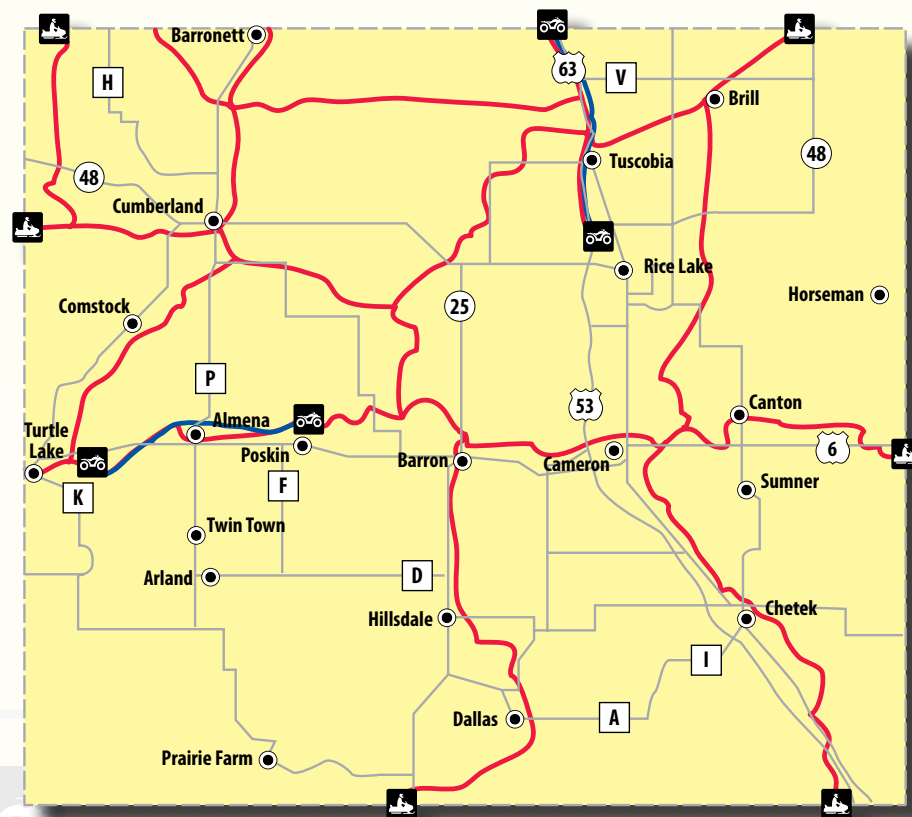 Barronett
63
V
H
Brill
48
Tuscobia
48
Cumberland
Rice Lake
Horseman
25
Comstock
P
53
Canton
Almena
Turtle
Lake
Poskin
Barron
Cameron
6
K
F
Sumner
Twin Town
Arland
D
Hillsdale
Chetek
I
Dallas
A
Prairie Farm